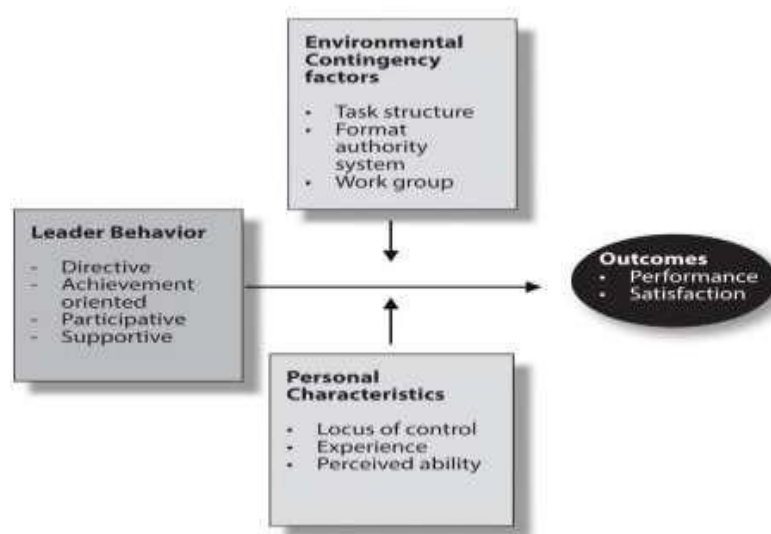 Environmental
Contingency
factors
• Task structure
• Format
authority
system
• Work group
Leader Behavior
- Directive
- Achievement
oriented
- Participative
- Supportive
Outcomes
• Performance
• Satisfaction
Personal
Characteristics
• Locus of control
• Experience
• Perceived ability